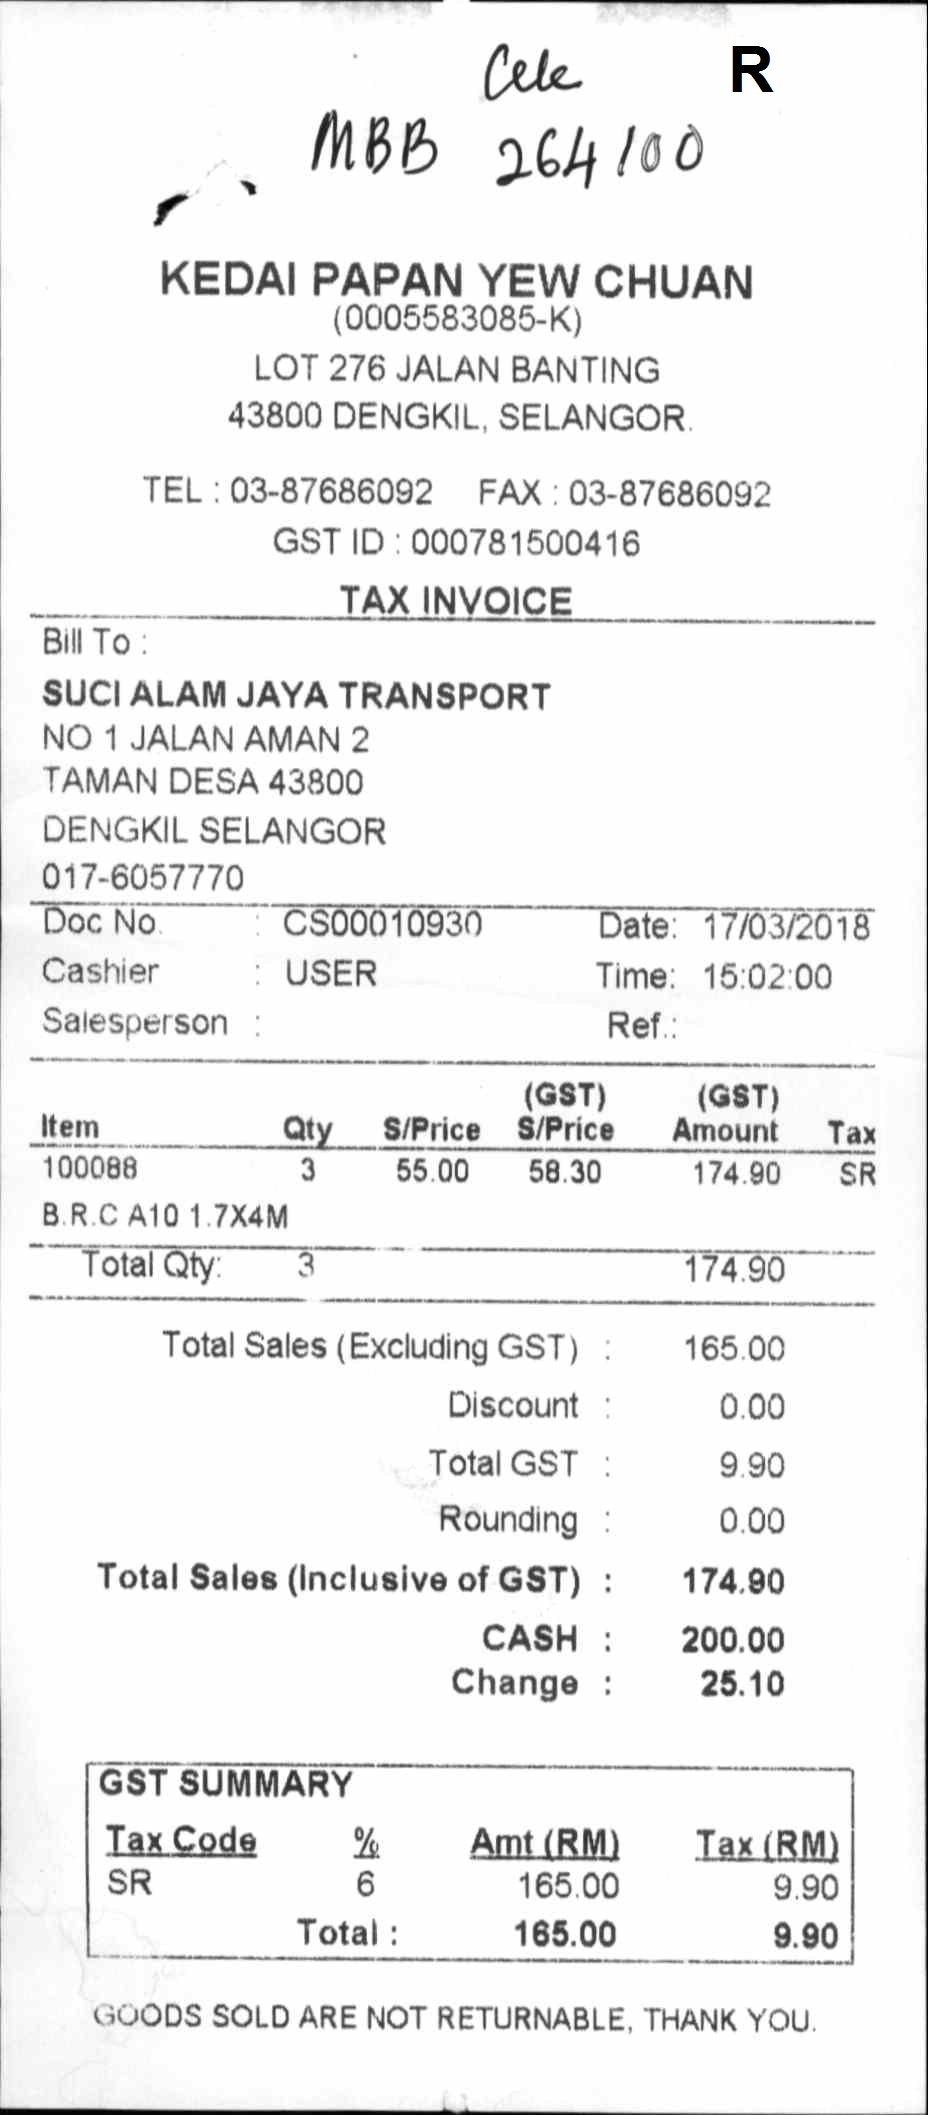 Cele R
MBB 264100
KEDAI PAPAN YEW CHUAN
(0005583085-K)
LOT 276 JALAN BANTING
43800 DENGKIL, SELANGOR.
TEL : 03-87686092 FAX : 03-87686092
GST ID : 000781500416
TAX INVOICE
Bill To :
SUCI ALAM JAYA TRANSPORT
NO 1 JALAN AMAN 2
TAMAN DESA 43800
DENGKIL SELANGOR
017-6057770
Doc No. : CS00010930 Date: 17/03/2018
Cashier : USER Time: 15:02:00
Salesperson : Ref.:
(GST) (GST)
Item Qty S/Price S/Price Amount Tax
100088 3 55.00 58.30 174.90 SR
B.R.C A10 1.7X4M
Total Qty: 3 174.90
Total Sales (Excluding GST) : 165.00
Discount : 0.00
Total GST : 9.90
Rounding : 0.00
Total Sales (Inclusive of GST) : 174.90
CASH : 200.00
Change : 25.10
GST SUMMARY
Tax Code % Amt (RM) Tax (RM)
SR 6 165.00 9.90
Total : 165.00 9.90
GOODS SOLD ARE NOT RETURNABLE, THANK YOU.